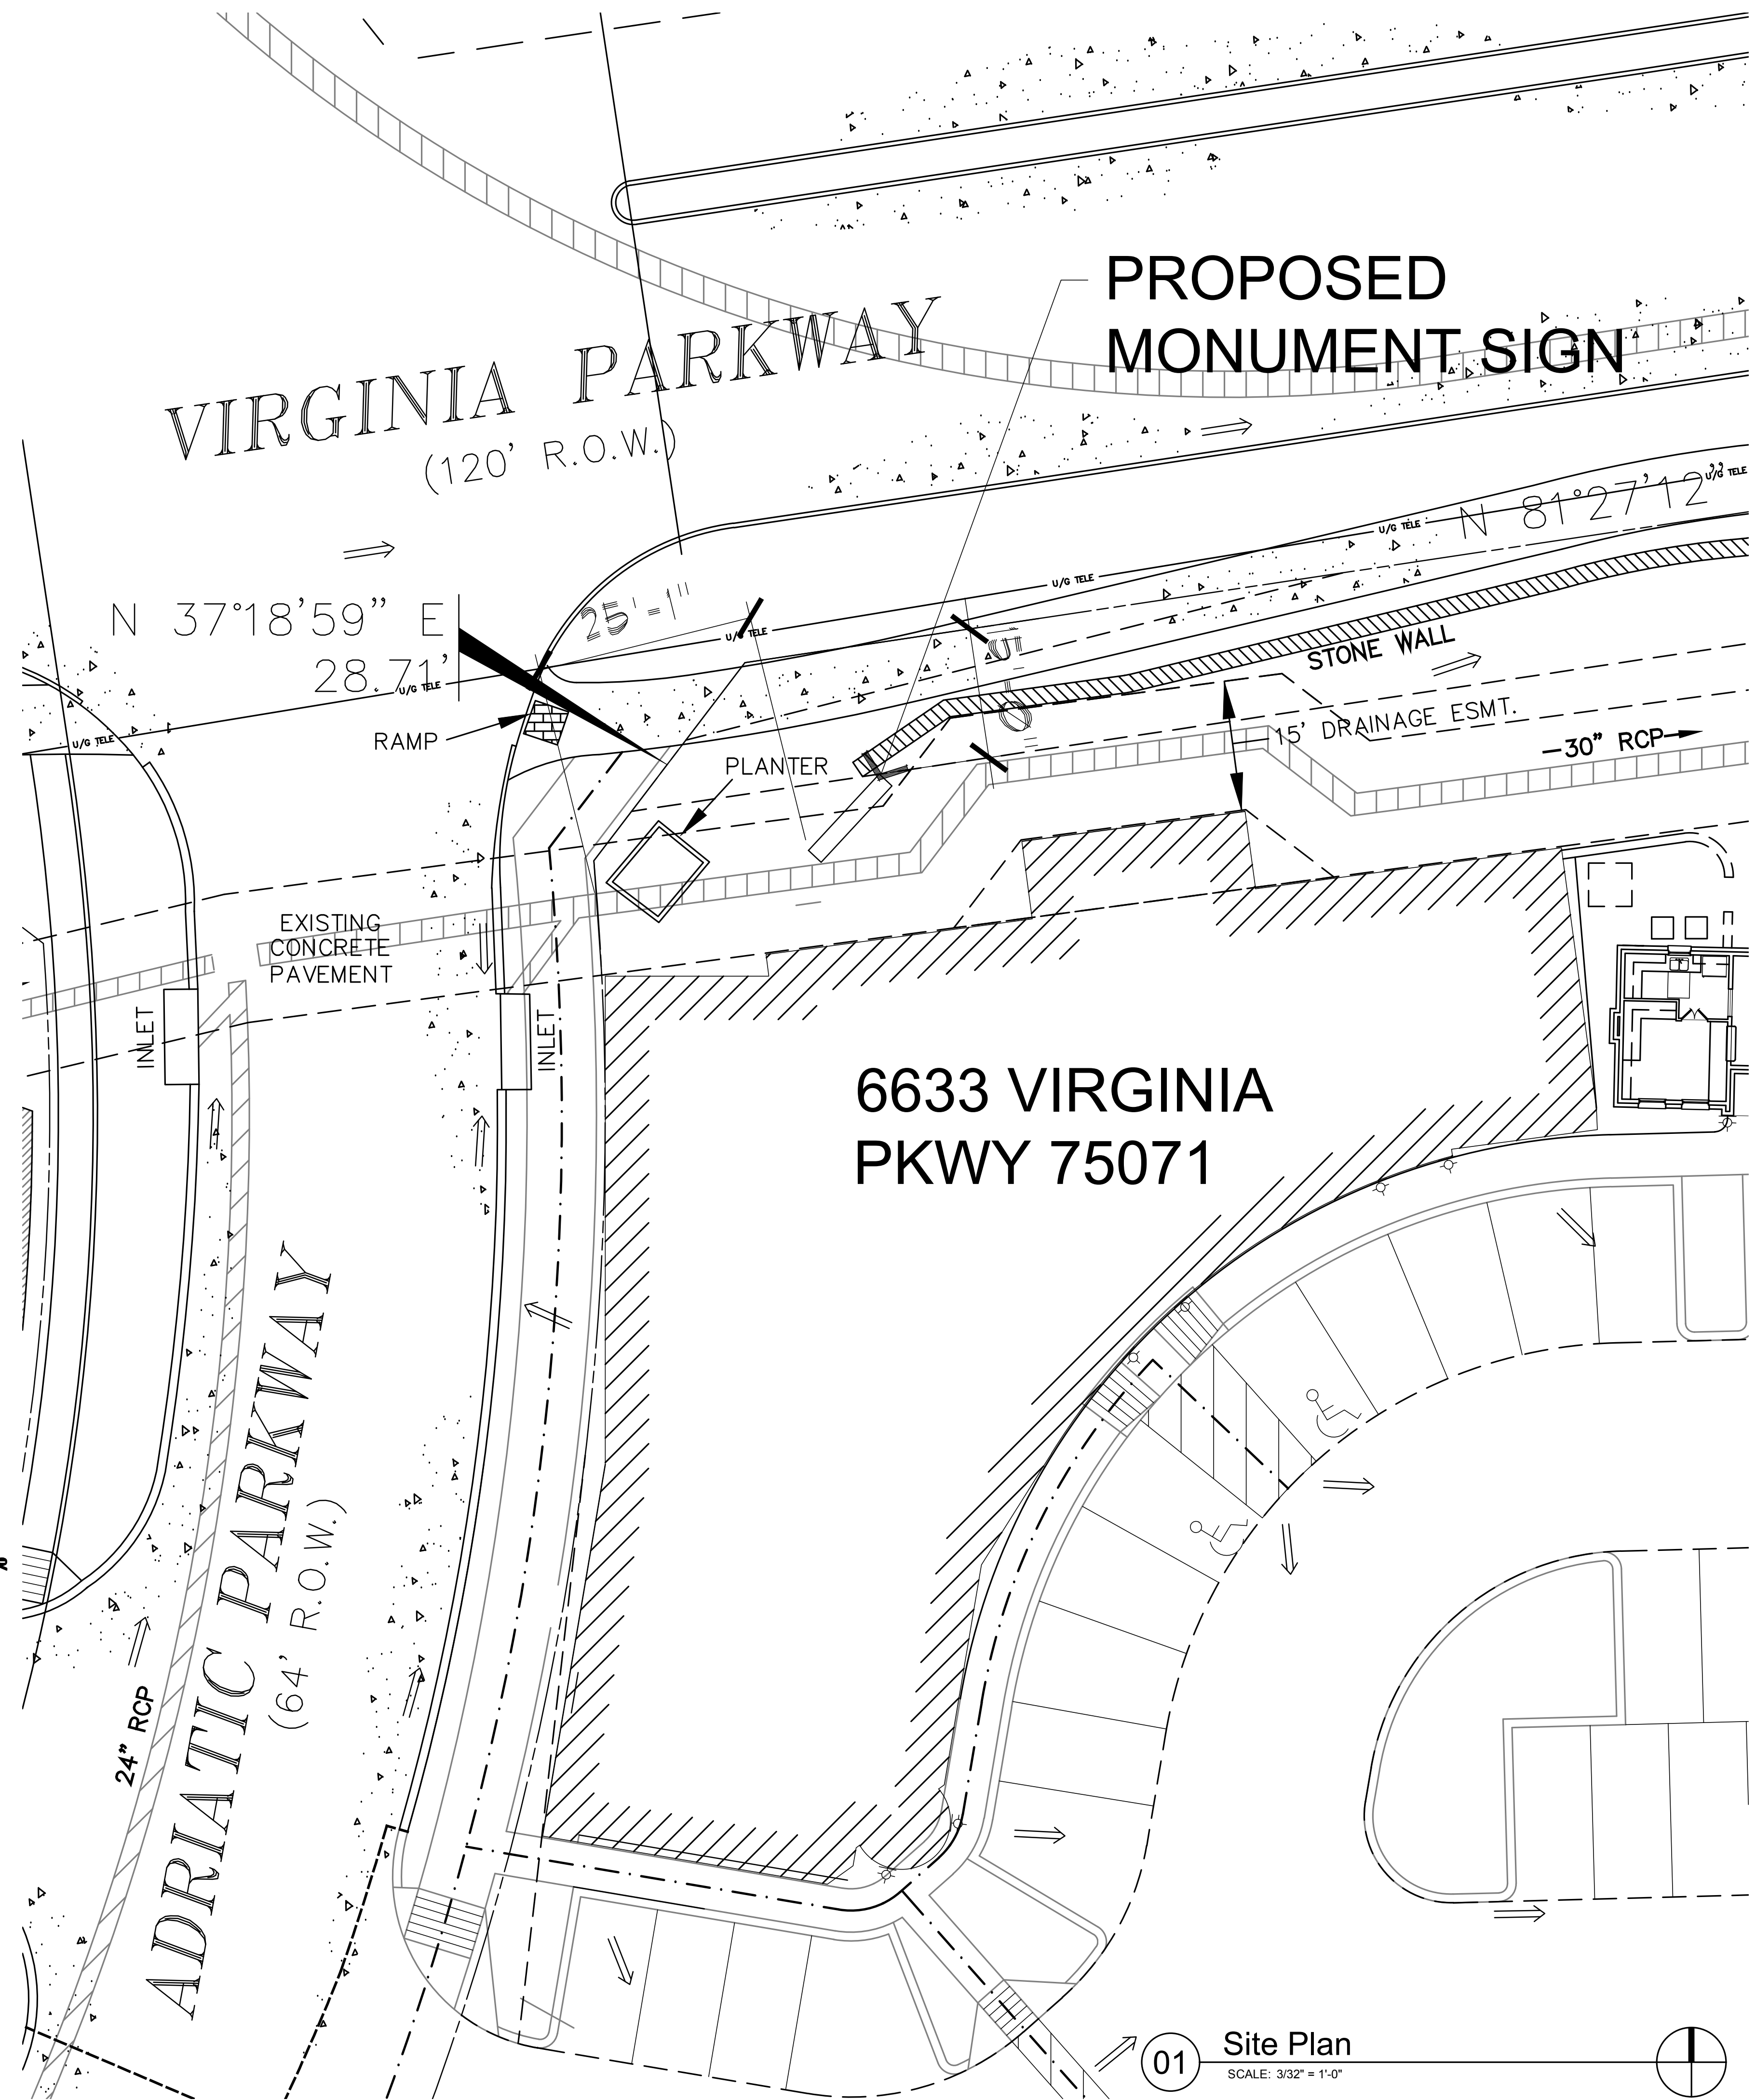 PROPOSED
MONUMENT SIGN
VIRGINIA PARKWAY
(120' R.O.W.)
N 81°27'12"
U/G TELE
U/G TELE
U/G TELE
U/G TELE
U/G TELE
U/G TELE
N 37°18'59" E
28.71'
25'-1"
STONE WALL
RAMP
PLANTER
15' DRAINAGE ESMT.
30" RCP
EXISTING
CONCRETE
PAVEMENT
INLET
INLET
6633 VIRGINIA
PKWY 75071
ADRIATIC PARKWAY
(64' R.O.W.)
24" RCP
01
Site Plan
SCALE: 3/32" = 1'-0"